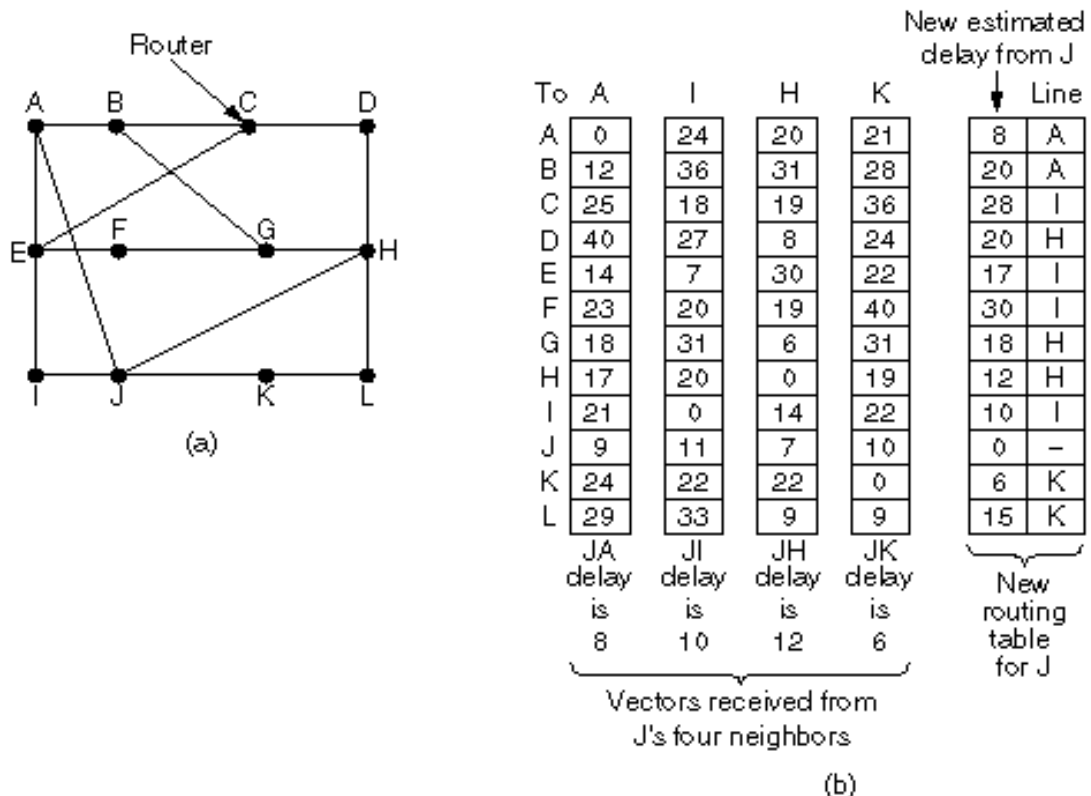 Router
A B C D
E F G H
I J K L
(a)
New estimated
delay from J
To A I H K Line
A 0 24 20 21 8 A
B 12 36 31 28 20 A
C 25 18 19 36 28 I
D 40 27 8 24 20 H
E 14 7 30 22 17 I
F 23 20 19 40 30 I
G 18 31 6 31 18 H
H 17 20 0 19 12 H
I 21 0 14 22 10 I
J 9 11 7 10 0 –
K 24 22 22 0 6 K
L 29 33 9 9 15 K
JA JI JH JK
delay delay delay delay
is is is is
8 10 12 6
New
routing
table
for J
Vectors received from
J's four neighbors
(b)